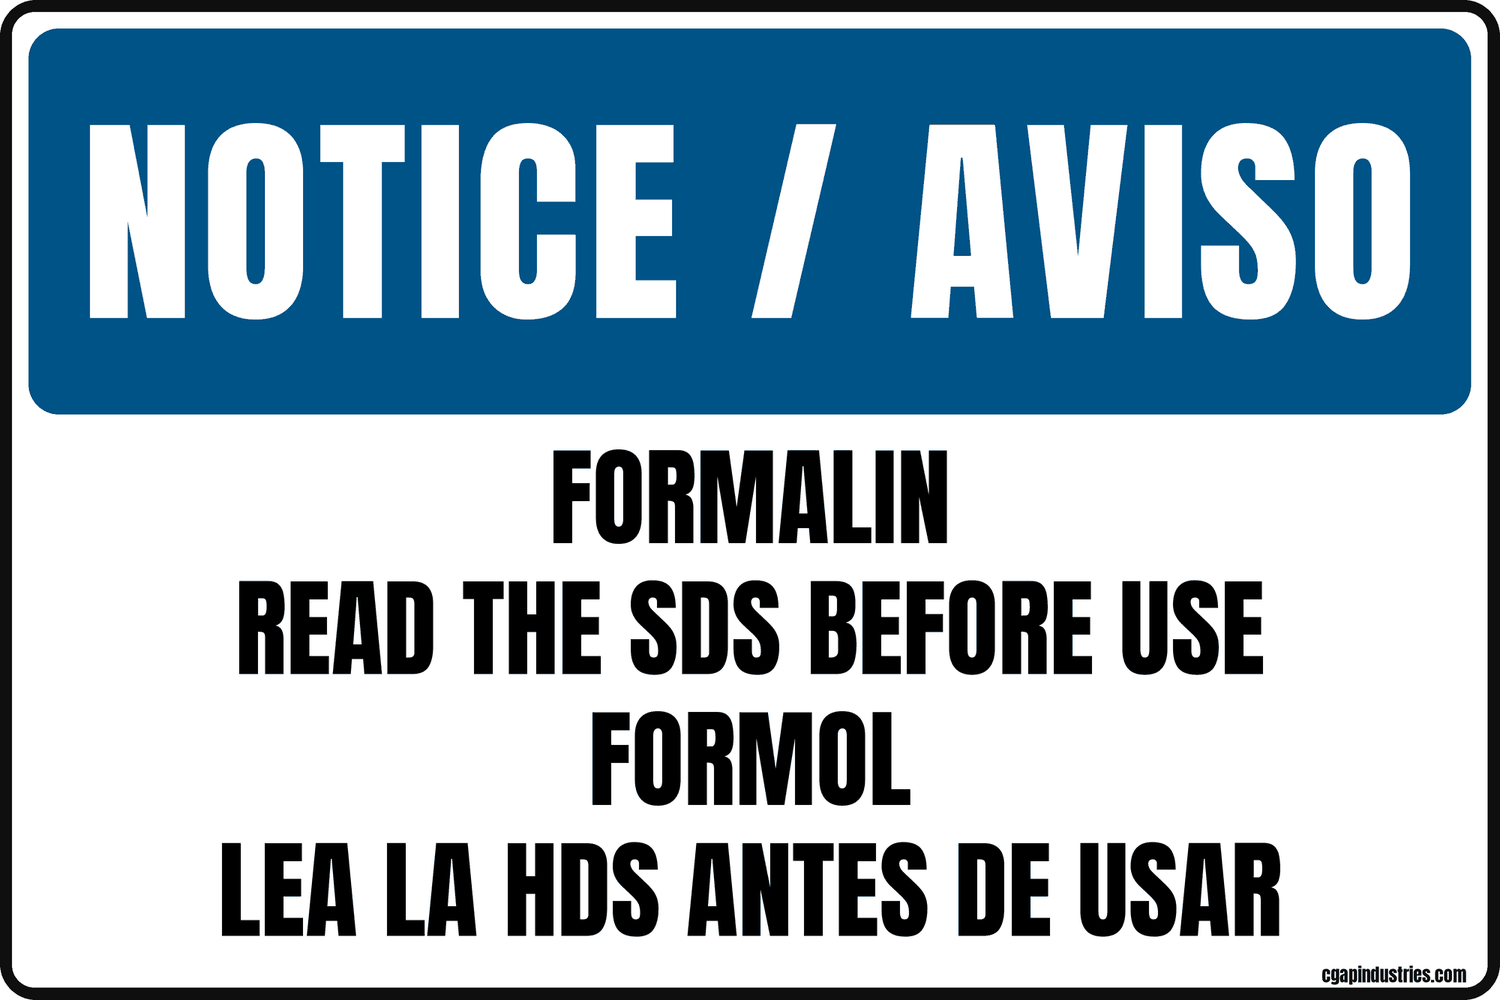 NOTICE / AVISO
FORMALIN
READ THE SDS BEFORE USE
FORMOL
LEA LA HDS ANTES DE USAR
cgapindustries.com